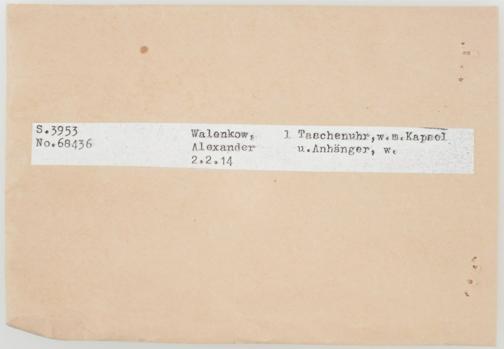 S.3953 Walenkow, 1 Taschenuhr,w.m.Kapsel
No.68436 Alexander u.Anhänger, w.
2.2.14